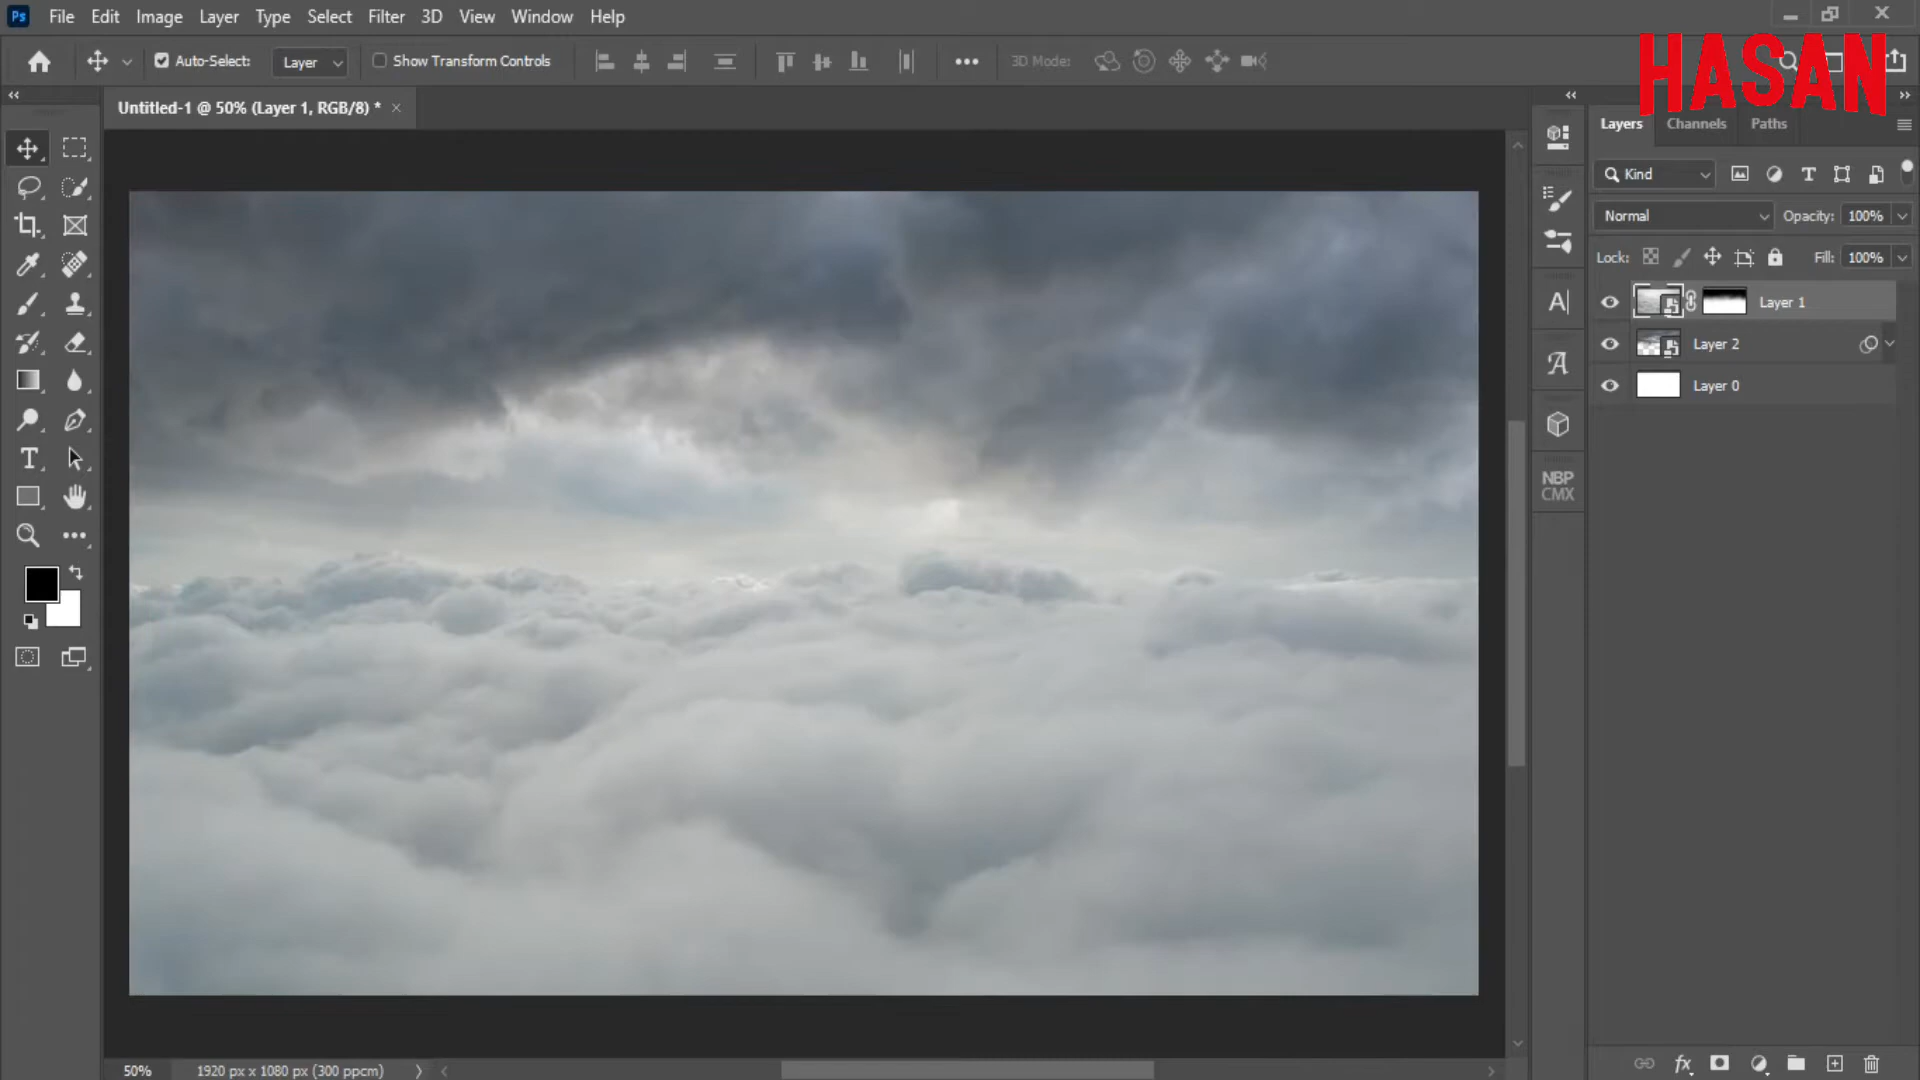 Ps File Edit Image Layer Type Select Filter 3D View Window Help
Auto-Select: Layer Show Transform Controls 3D Mode:
HASAN
Untitled-1 @ 50% (Layer 1, RGB/8) *
Layers Channels Paths
Kind
Normal Opacity: 100%
Lock: Fill: 100%
Layer 1
Layer 2
Layer 0
NBP
CMX
50% 1920 px x 1080 px (300 ppcm)